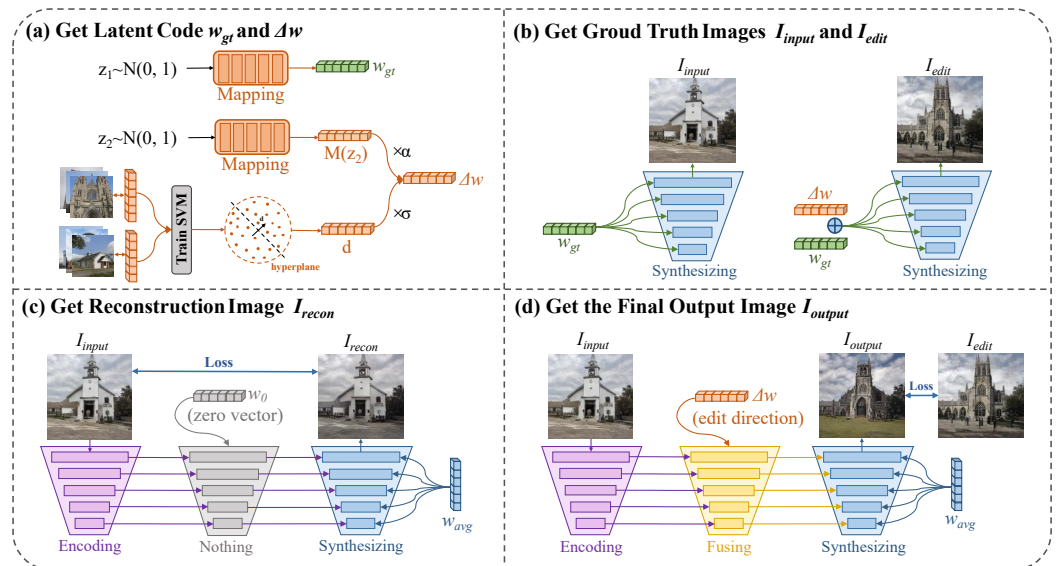 (a) Get Latent Code w_gt and Δw
z₁~N(0, 1)
Mapping
w_gt
z₂~N(0, 1)
Mapping
M(z₂)
×α
Δw
×σ
Train SVM
d
hyperplane
d
(b) Get Groud Truth Images I_input and I_edit
I_input
I_edit
w_gt
Synthesizing
Δw
w_gt
Synthesizing
(c) Get Reconstruction Image I_recon
I_input
Loss
I_recon
w₀
(zero vector)
w_avg
Encoding
Nothing
Synthesizing
(d) Get the Final Output Image I_output
I_input
I_output
I_edit
Loss
Δw
(edit direction)
w_avg
Encoding
Fusing
Synthesizing